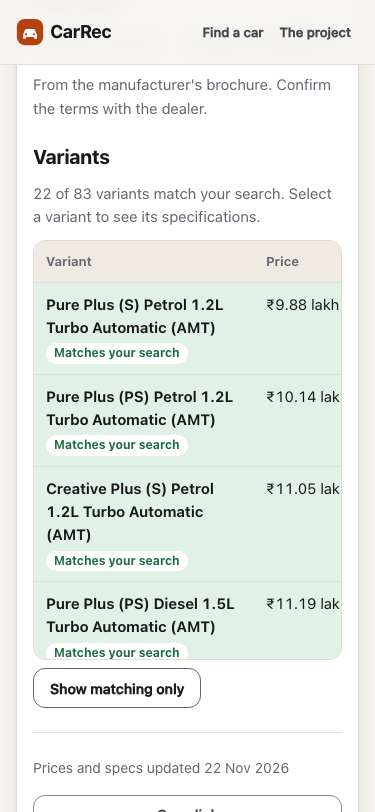 CarRec
Find a car
The project
From the manufacturer's brochure. Confirm
the terms with the dealer.
Variants
22 of 83 variants match your search. Select
a variant to see its specifications.
Variant
Price
Pure Plus (S) Petrol 1.2L ₹9.88 lakh
Turbo Automatic (AMT)
Matches your search
Pure Plus (PS) Petrol 1.2L ₹10.14 lak
Turbo Automatic (AMT)
Matches your search
Creative Plus (S) Petrol ₹11.05 lak
1.2L Turbo Automatic
(AMT)
Matches your search
Pure Plus (PS) Diesel 1.5L ₹11.19 lak
Turbo Automatic (AMT)
Matches your search
Show matching only
Prices and specs updated 22 Nov 2026